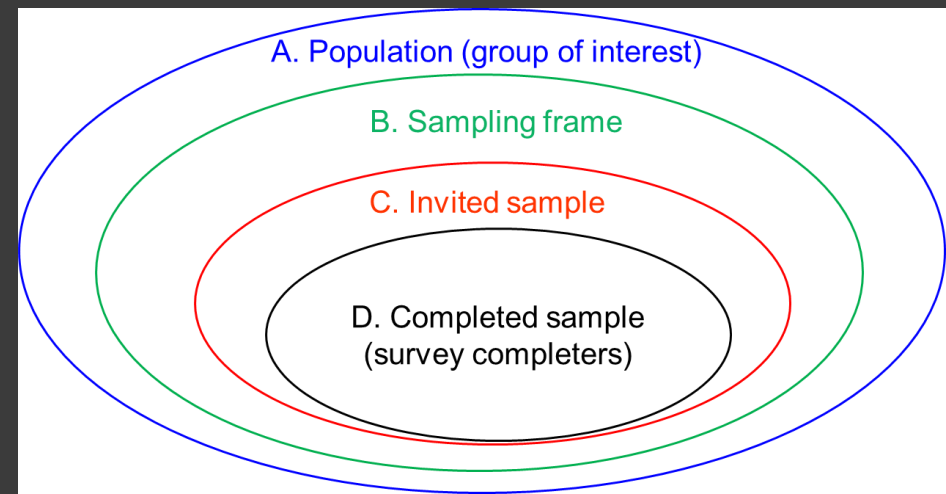 A. Population (group of interest)
B. Sampling frame
C. Invited sample
D. Completed sample
(survey completers)